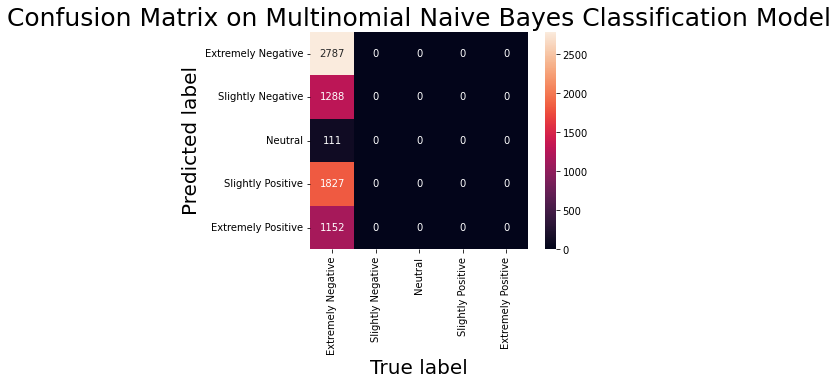 Confusion Matrix on Multinomial Naive Bayes Classification Model
Predicted label
Extremely Negative 2787 0 0 0 0
Slightly Negative 1288 0 0 0 0
Neutral 111 0 0 0 0
Slightly Positive 1827 0 0 0 0
Extremely Positive 1152 0 0 0 0
2500
2000
1500
1000
500
0
Extremely Negative
Slightly Negative
Neutral
Slightly Positive
Extremely Positive
True label